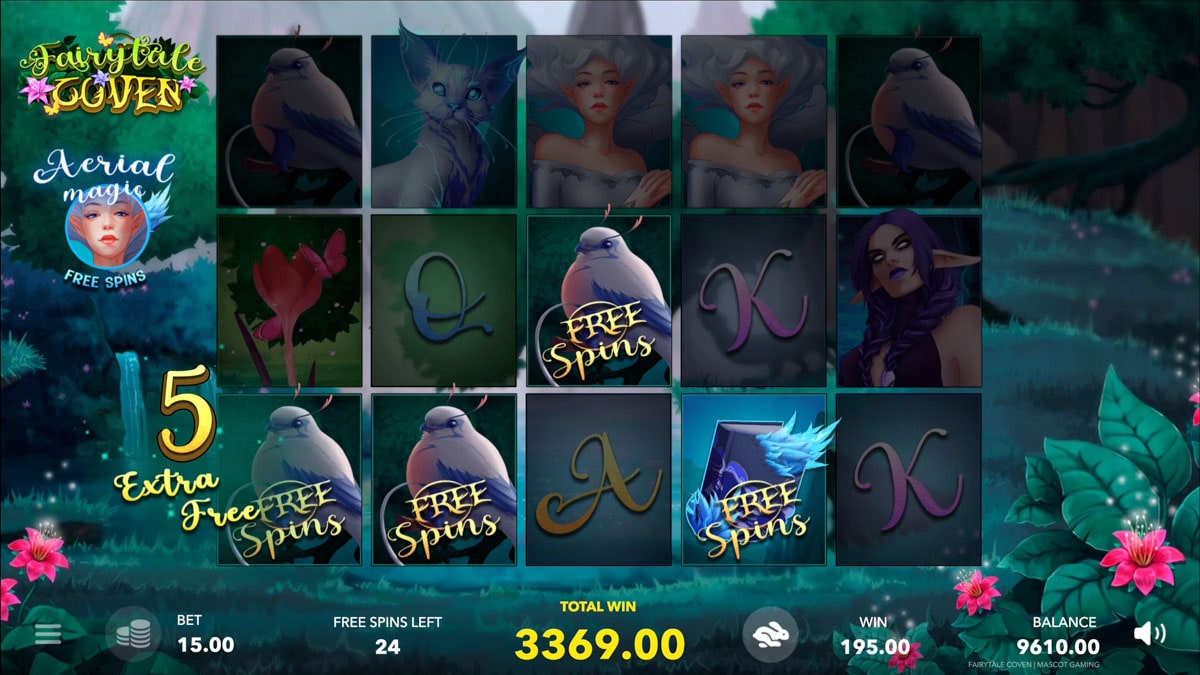 Fairytale
COVEN
Aerial
magic
FREE SPINS
Q
K
FREE
Spins
5
Extra
Free
FREE
Spins
FREE
Spins
A
FREE
Spins
K
BET
15.00
FREE SPINS LEFT
24
TOTAL WIN
3369.00
WIN
195.00
BALANCE
9610.00
FAIRYTALE COVEN | MASCOT GAMING